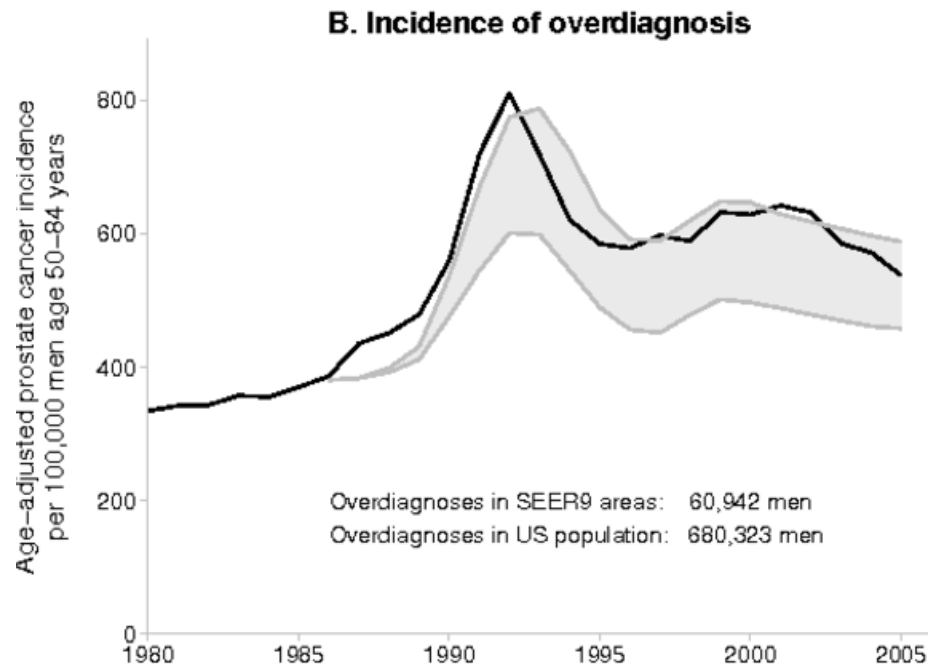 B. Incidence of overdiagnosis
Age-adjusted prostate cancer incidence
per 100,000 men age 50–84 years
800
600
400
200
0
Overdiagnoses in SEER9 areas: 60,942 men
Overdiagnoses in US population: 680,323 men
1980 1985 1990 1995 2000 2005